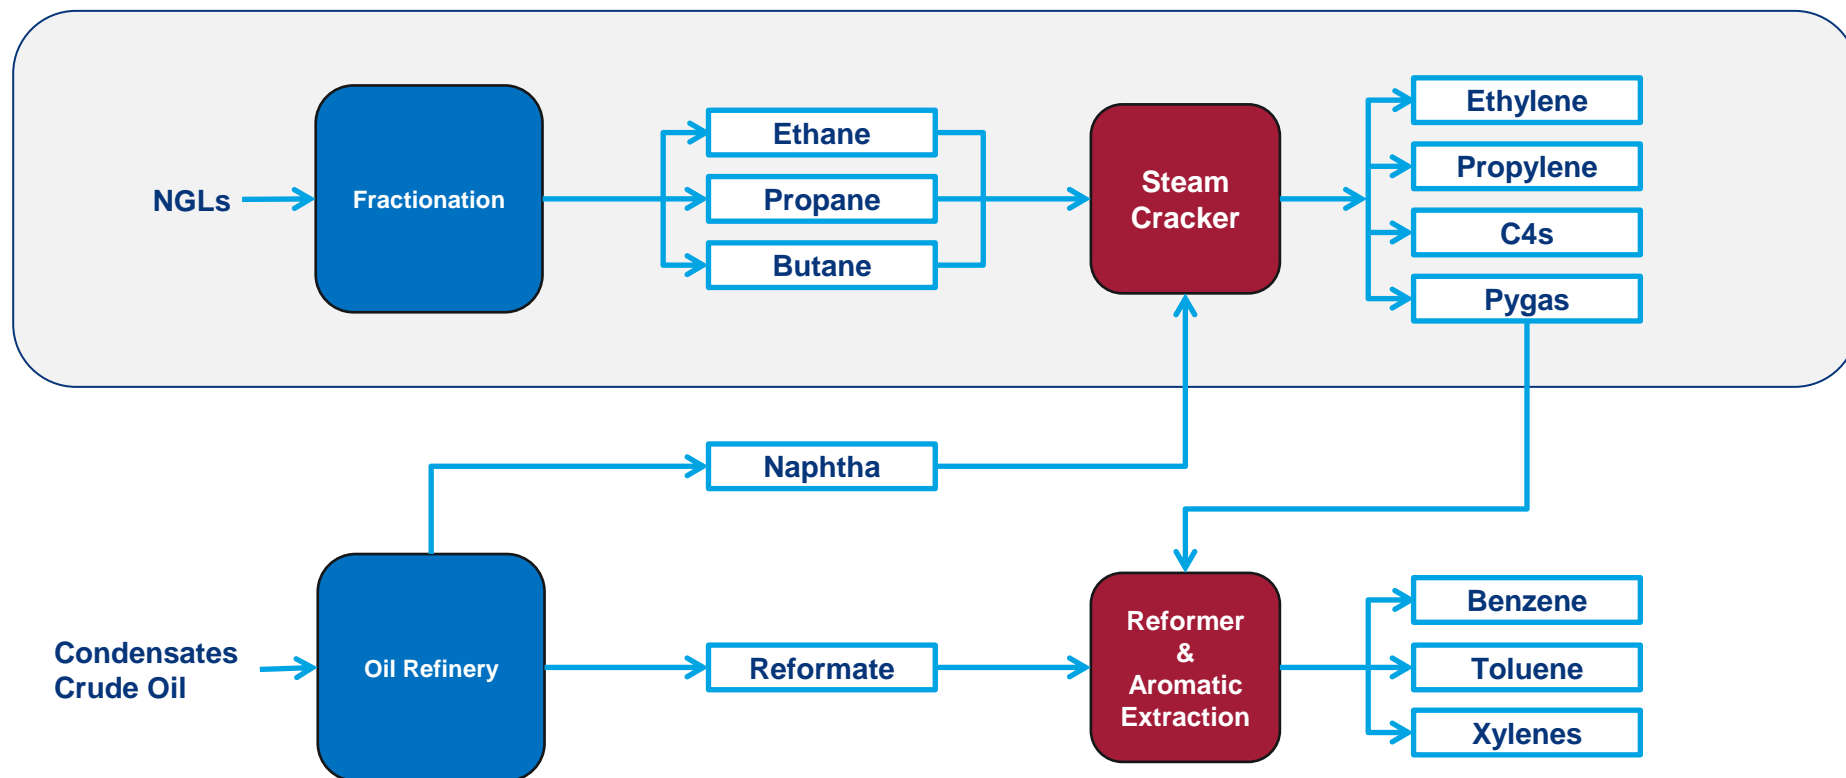 NGLs
Fractionation
Ethane
Propane
Butane
Steam
Cracker
Ethylene
Propylene
C4s
Pygas
Naphtha
Condensates
Crude Oil
Oil Refinery
Reformate
Reformer
&
Aromatic
Extraction
Benzene
Toluene
Xylenes